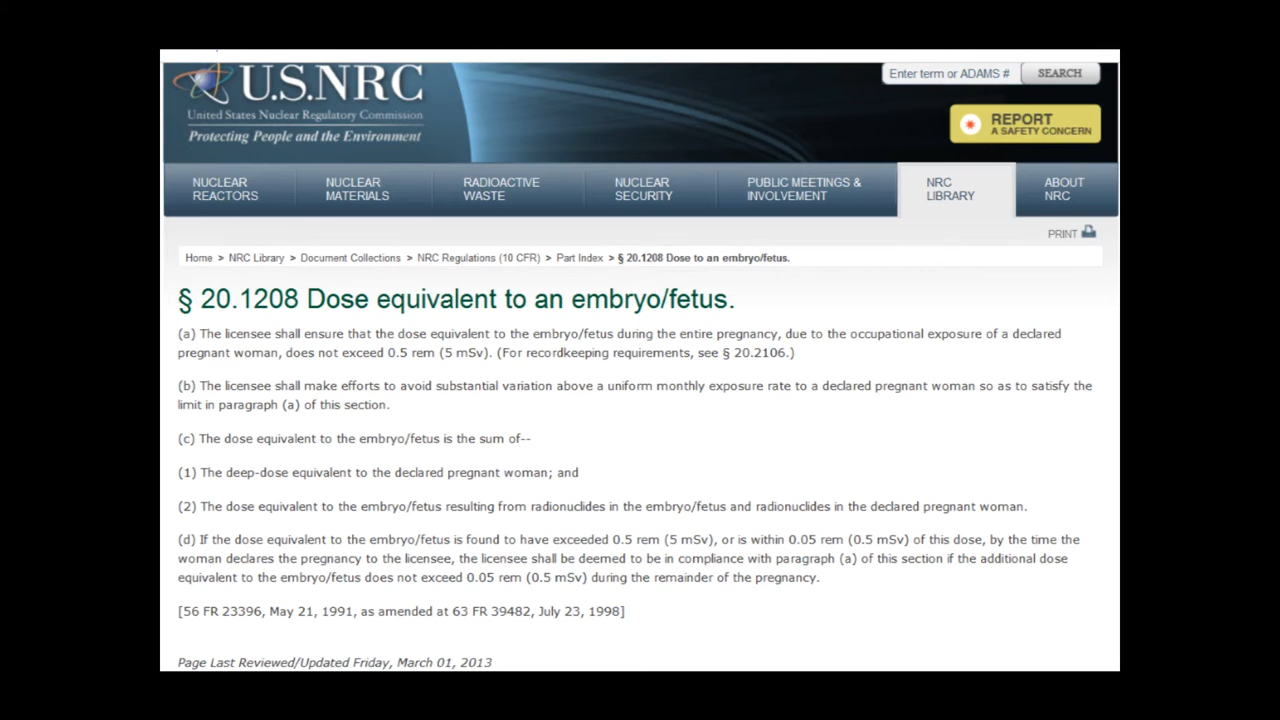 U.S.NRC
United States Nuclear Regulatory Commission
Protecting People and the Environment
Enter term or ADAMS # SEARCH
REPORT
A SAFETY CONCERN
NUCLEAR
REACTORS
NUCLEAR
MATERIALS
RADIOACTIVE
WASTE
NUCLEAR
SECURITY
PUBLIC MEETINGS &
INVOLVEMENT
NRC
LIBRARY
ABOUT
NRC
PRINT
Home > NRC Library > Document Collections > NRC Regulations (10 CFR) > Part Index > § 20.1208 Dose to an embryo/fetus.
§ 20.1208 Dose equivalent to an embryo/fetus.
(a) The licensee shall ensure that the dose equivalent to the embryo/fetus during the entire pregnancy, due to the occupational exposure of a declared
pregnant woman, does not exceed 0.5 rem (5 mSv). (For recordkeeping requirements, see § 20.2106.)
(b) The licensee shall make efforts to avoid substantial variation above a uniform monthly exposure rate to a declared pregnant woman so as to satisfy the
limit in paragraph (a) of this section.
(c) The dose equivalent to the embryo/fetus is the sum of--
(1) The deep-dose equivalent to the declared pregnant woman; and
(2) The dose equivalent to the embryo/fetus resulting from radionuclides in the embryo/fetus and radionuclides in the declared pregnant woman.
(d) If the dose equivalent to the embryo/fetus is found to have exceeded 0.5 rem (5 mSv), or is within 0.05 rem (0.5 mSv) of this dose, by the time the
woman declares the pregnancy to the licensee, the licensee shall be deemed to be in compliance with paragraph (a) of this section if the additional dose
equivalent to the embryo/fetus does not exceed 0.05 rem (0.5 mSv) during the remainder of the pregnancy.
[56 FR 23396, May 21, 1991, as amended at 63 FR 39482, July 23, 1998]
Page Last Reviewed/Updated Friday, March 01, 2013